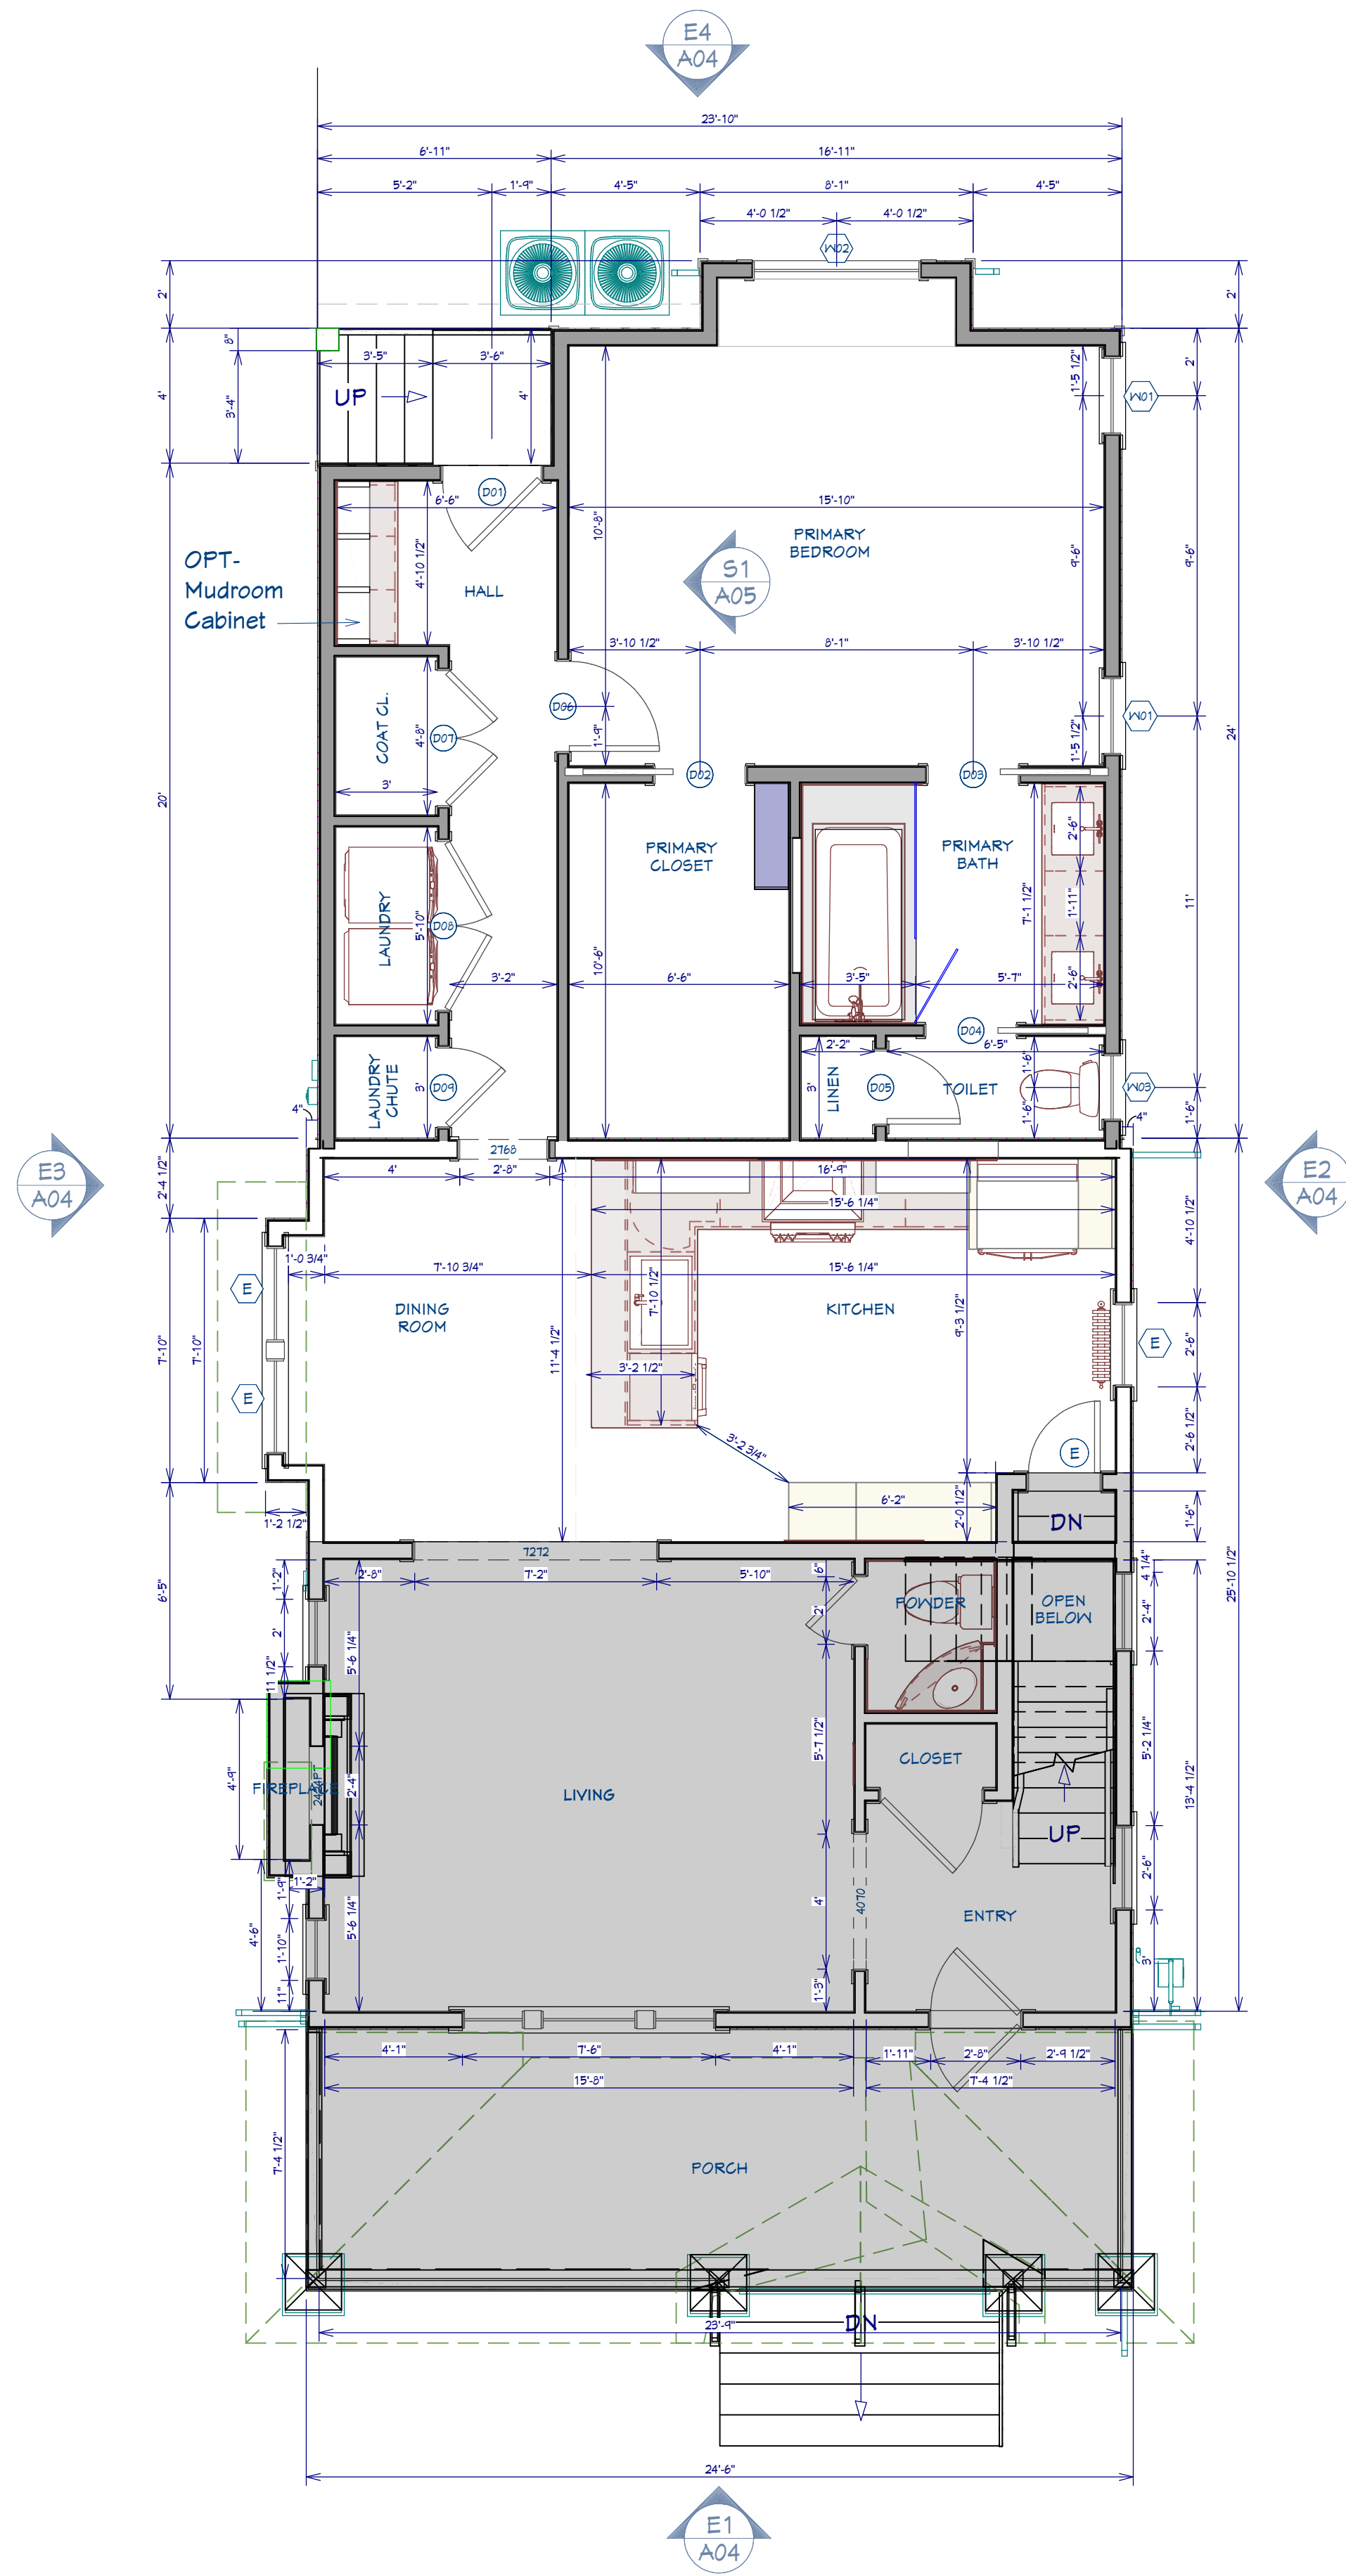 E4
A04
23'-10"
6'-11"
16'-11"
5'-2"
1'-9"
4'-5"
8'-1"
4'-5"
4'-0 1/2"
4'-0 1/2"
W02
2'
2'
8"
3'-5"
3'-6"
4'
3'-4"
UP
4'
1'-5 1/2"
2'
W01
D01
6'-6"
15'-10"
10'-8"
4'-10 1/2"
PRIMARY
BEDROOM
9'-6"
9'-6"
OPT-
Mudroom
Cabinet
HALL
S1
A05
3'-10 1/2"
8'-1"
3'-10 1/2"
COAT CL.
4'-8"
D07
D06
1'-9"
1'-5 1/2"
W01
24'
3'
D02
D03
20'
PRIMARY
CLOSET
PRIMARY
BATH
2'-6"
LAUNDRY
5'-10"
D08
7'-1 1/2"
1'-11"
11'
10'-6"
3'-2"
6'-6"
3'-5"
5'-7"
2'-6"
D04
2'-2"
6'-5"
LAUNDRY
CHUTE
3'
D09
LINEN
3'
D05
TOILET
1'-6"
1'-6"
W03
1'-6"
4"
4"
2768
E3
A04
E2
A04
2'-4 1/2"
4'
2'-8"
16'-9"
15'-6 1/4"
4'-10 1/2"
1'-0 3/4"
7'-10 3/4"
15'-6 1/4"
E
DINING
ROOM
KITCHEN
7'-10"
7'-10"
11'-4 1/2"
7'-10 1/2"
9'-3 1/2"
E
2'-6"
3'-2 1/2"
E
3'-2 3/4"
E
2'-6 1/2"
6'-2"
2'-0 1/2"
1'-2 1/2"
DN
1'-6"
7272
6'-5"
1'-2"
2'-8"
7'-2"
5'-10"
6"
4 1/4"
25'-10 1/2"
2'
2'
POWDER
OPEN
BELOW
2'-4"
5'-6 1/4"
11 1/2"
5'-7 1/2"
5'-2 1/4"
CLOSET
4'-9"
FIREPLACE
2'-4"
LIVING
13'-4 1/2"
UP
1'-9"
1'-2"
4'
4070
2'-6"
ENTRY
4'-6"
1'-10"
5'-6 1/4"
3'
11"
1'-3"
4'-1"
7'-6"
4'-1"
1'-11"
2'-8"
2'-9 1/2"
15'-8"
7'-4 1/2"
7'-4 1/2"
PORCH
DN
23'-9"
24'-6"
E1
A04